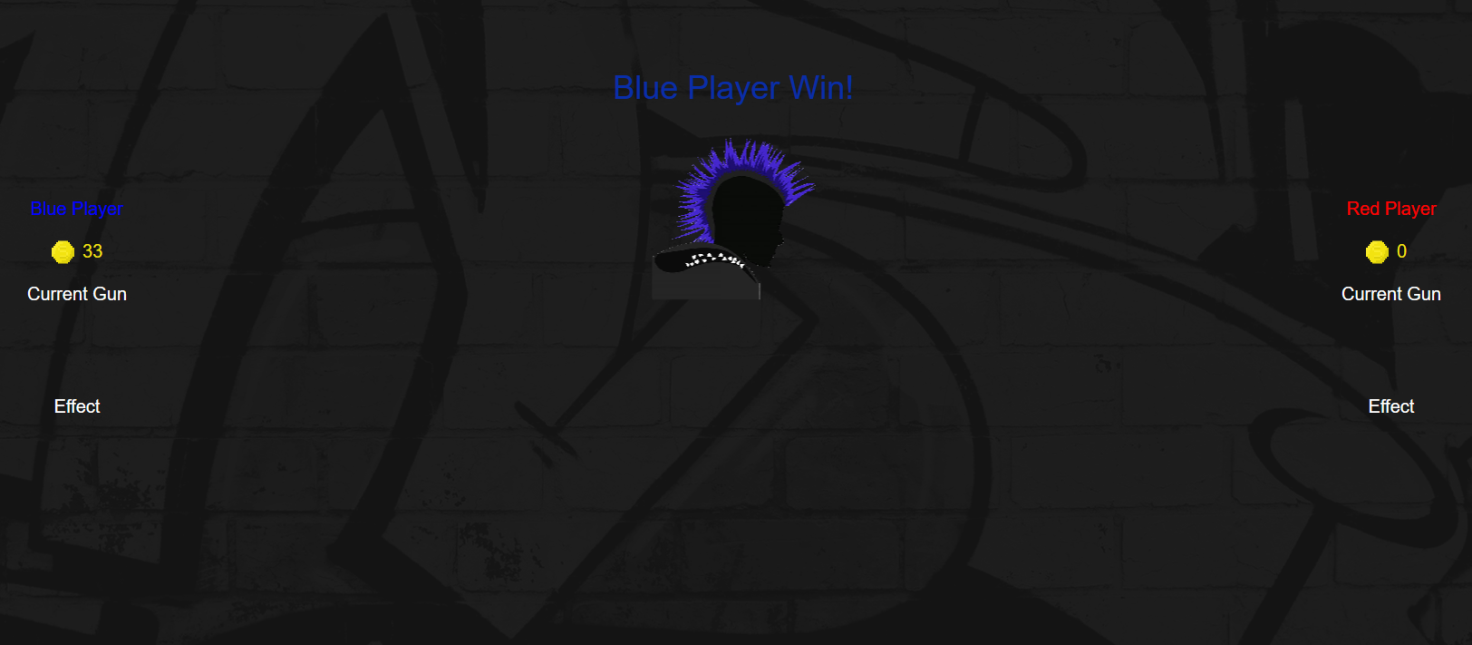 Blue Player Win!
Blue Player
33
Current Gun
Effect
Red Player
0
Current Gun
Effect